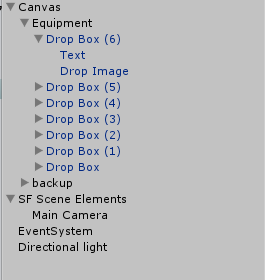 Canvas
Equipment
Drop Box (6)
Text
Drop Image
Drop Box (5)
Drop Box (4)
Drop Box (3)
Drop Box (2)
Drop Box (1)
Drop Box
backup
SF Scene Elements
Main Camera
EventSystem
Directional light